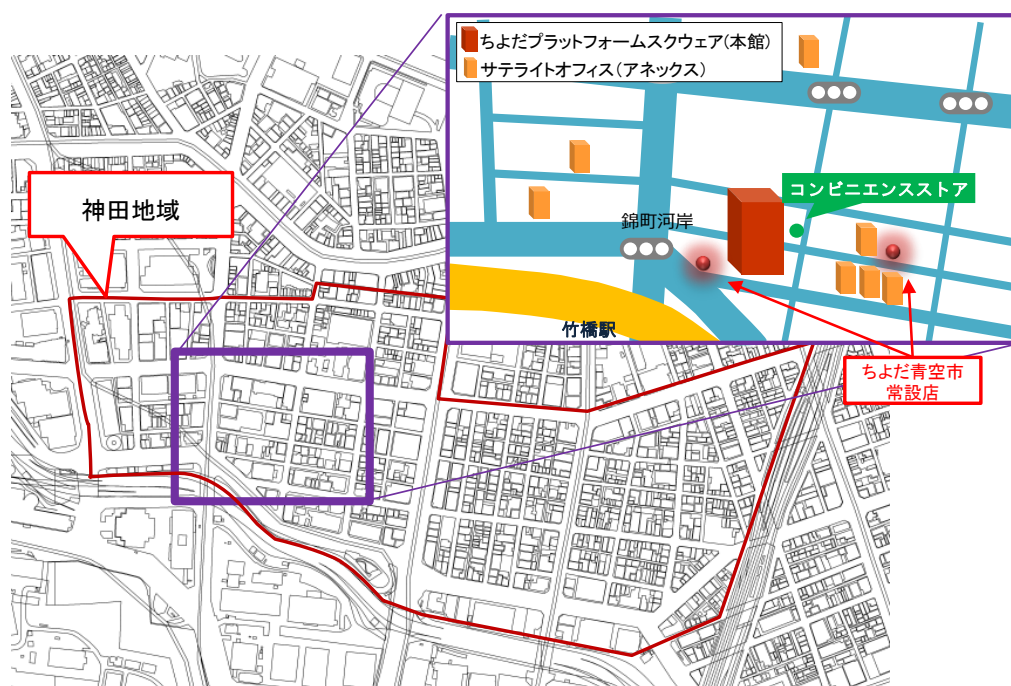 ちよだプラットフォームスクウェア(本館)
サテライトオフィス(アネックス)
コンビニエンスストア
神田地域
錦町河岸
竹橋駅
ちよだ青空市
常設店